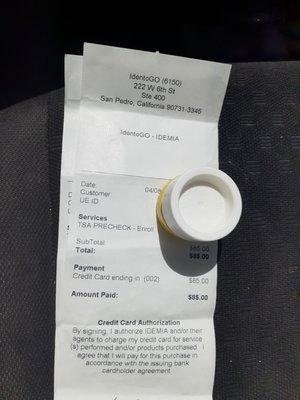 IdentoGO (6150)
222 W 6th St
Ste 400
San Pedro, California 90731-3345
IdentoGO - IDEMIA
Date: 04/08
Customer
UE ID
Services
TSA PRECHECK - Enroll
$85.00
SubTotal:
Total: $85.00
Payment
Credit Card ending in (002) $85.00
Amount Paid: $85.00
Credit Card Authorization
By signing, I authorize IDEMIA and/or their
agents to charge my credit card for service
(s) performed and/or products purchased. I
agree that I will pay for this purchase in
accordance with the issuing bank
cardholder agreement